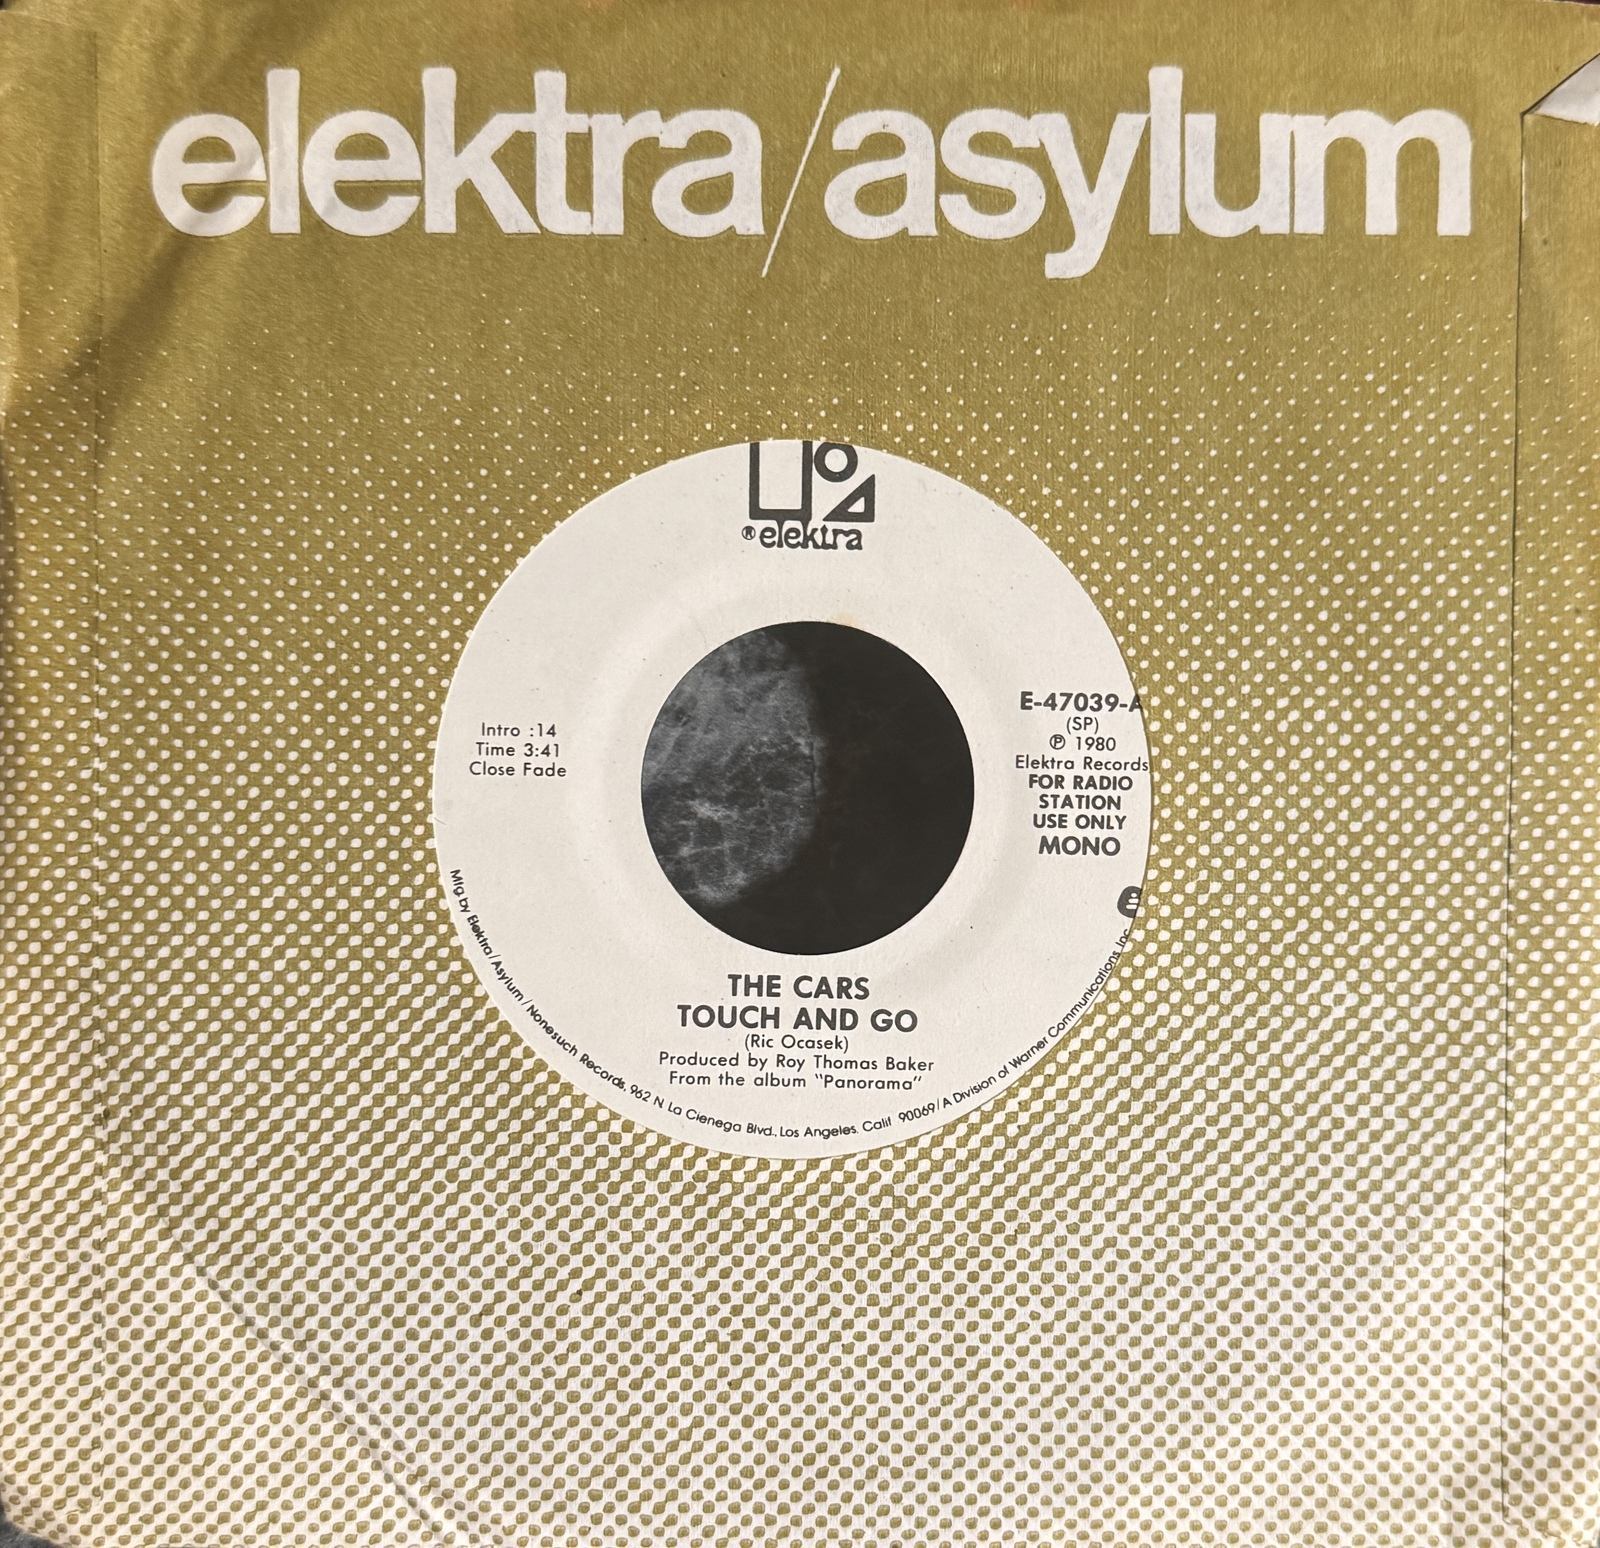 elektra/asylum
® elektra
Intro :14
Time 3:41
Close Fade
E-47039-A
(SP)
℗ 1980
Elektra Records
FOR RADIO
STATION
USE ONLY
MONO
THE CARS
TOUCH AND GO
(Ric Ocasek)
Produced by Roy Thomas Baker
From the album "Panorama"
Mfg by Elektra/Asylum/Nonesuch Records, 962 N La Cienega Blvd., Los Angeles. Calif 90069/A Division of Warner Communications Inc